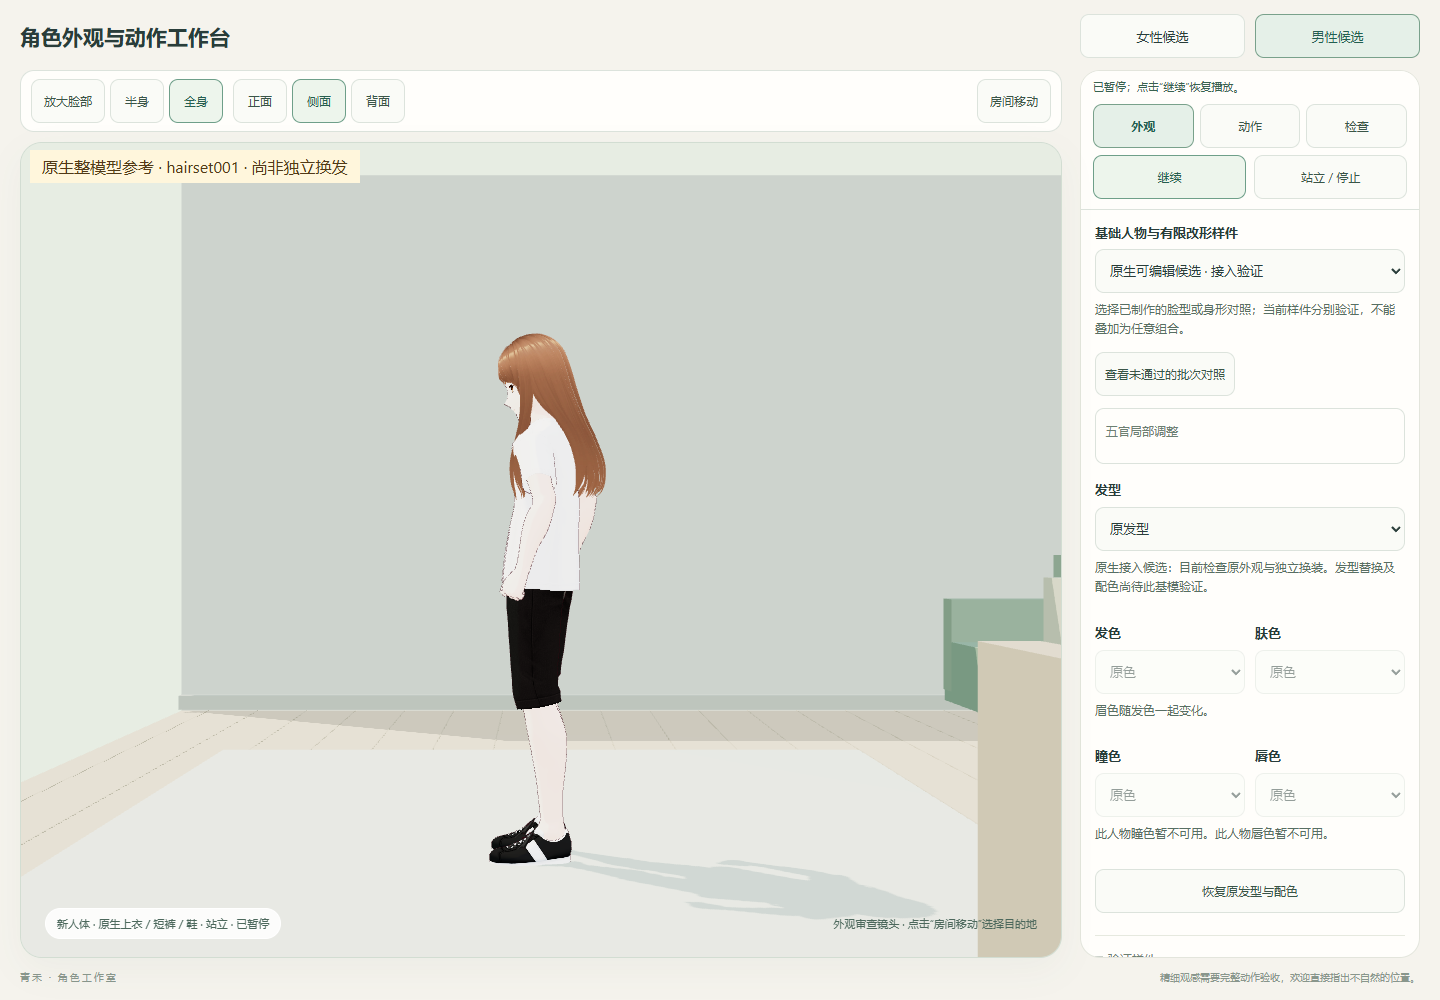 角色外观与动作工作台
女性候选
男性候选
放大脸部
半身
全身
正面
侧面
背面
房间移动
已暂停；点击“继续”恢复播放。
外观
动作
检查
继续
站立 / 停止
原生整模型参考 · hairset001 · 尚非独立换发
基础人物与有限改形样件
原生可编辑候选 · 接入验证
选择已制作的脸型或身形对照；当前样件分别验证，不能
叠加为任意组合。
查看未通过的批次对照
五官局部调整
发型
原发型
原生接入候选：目前检查原外观与独立换装。发型替换及
配色尚待此基模验证。
发色
肤色
原色
原色
眉色随发色一起变化。
瞳色
唇色
原色
原色
此人物瞳色暂不可用。此人物唇色暂不可用。
恢复原发型与配色
新人体 · 原生上衣 / 短裤 / 鞋 · 站立 · 已暂停
外观审查镜头 · 点击“房间移动”选择目的地
青禾 · 角色工作室
精细观感需要完整动作验收，欢迎直接指出不自然的位置。